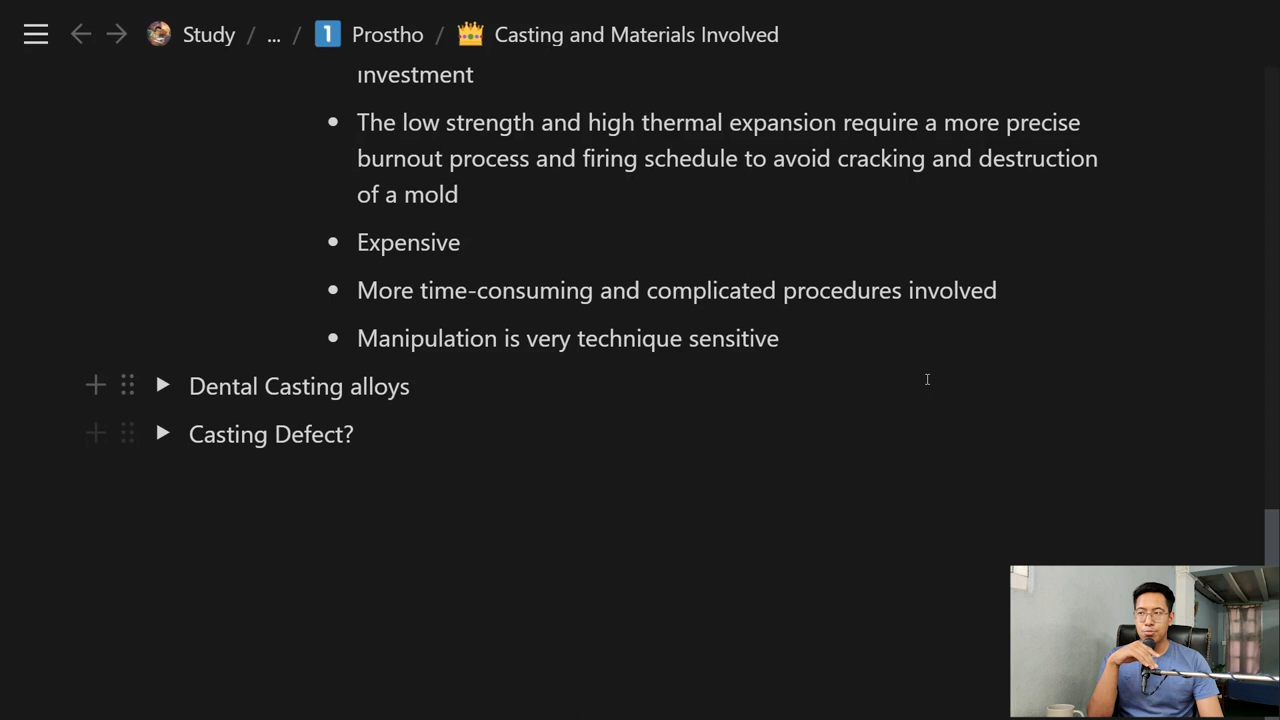 Study / ... / 1 Prostho / Casting and Materials Involved
investment
• The low strength and high thermal expansion require a more precise
burnout process and firing schedule to avoid cracking and destruction
of a mold
• Expensive
• More time-consuming and complicated procedures involved
• Manipulation is very technique sensitive
Dental Casting alloys
Casting Defect?